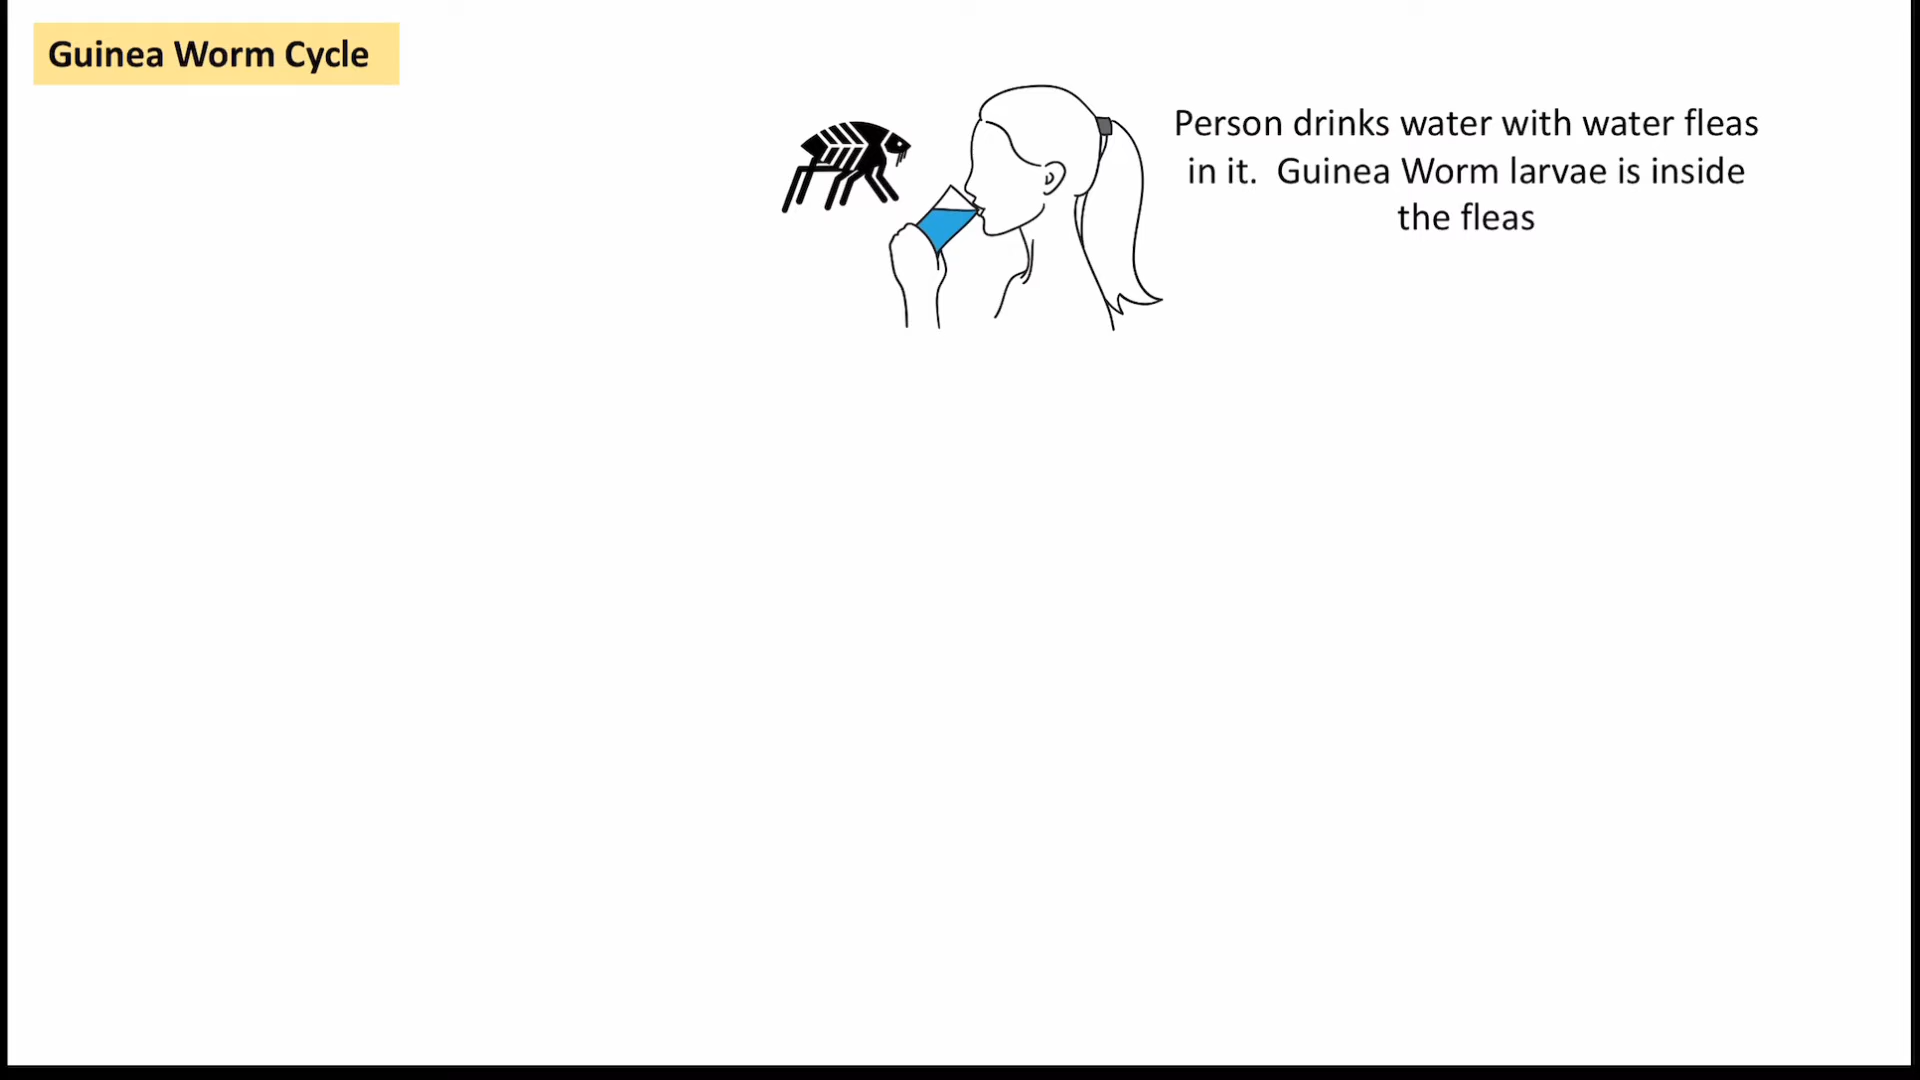 Guinea Worm Cycle
Person drinks water with water fleas
in it.  Guinea Worm larvae is inside
the fleas